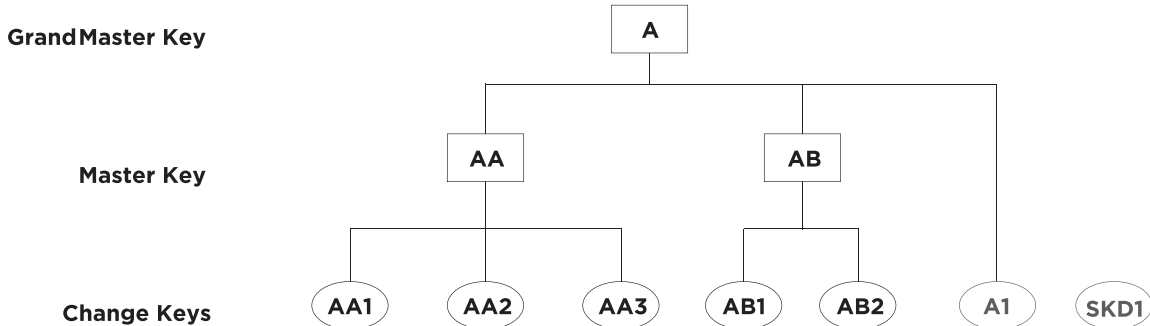 GrandMaster Key
A
Master Key
AA
AB
Change Keys
AA1
AA2
AA3
AB1
AB2
A1
SKD1